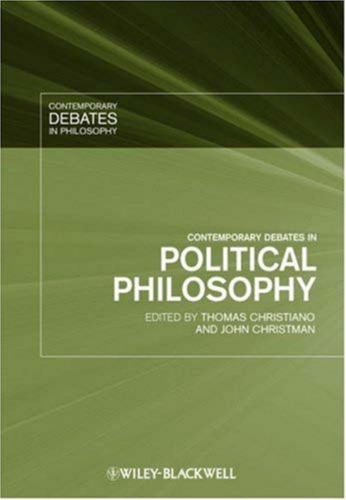 CONTEMPORARY
DEBATES
IN PHILOSOPHY
CONTEMPORARY DEBATES IN
POLITICAL
PHILOSOPHY
EDITED BY THOMAS CHRISTIANO
AND JOHN CHRISTMAN
WILEY-BLACKWELL